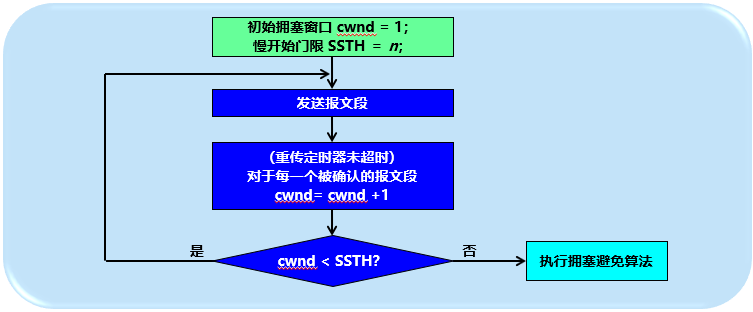 初始拥塞窗口 cwnd = 1；
慢开始门限 SSTH = n；
发送报文段
（重传定时器未超时）
对于每一个被确认的报文段
cwnd= cwnd +1
是
cwnd < SSTH?
否
执行拥塞避免算法